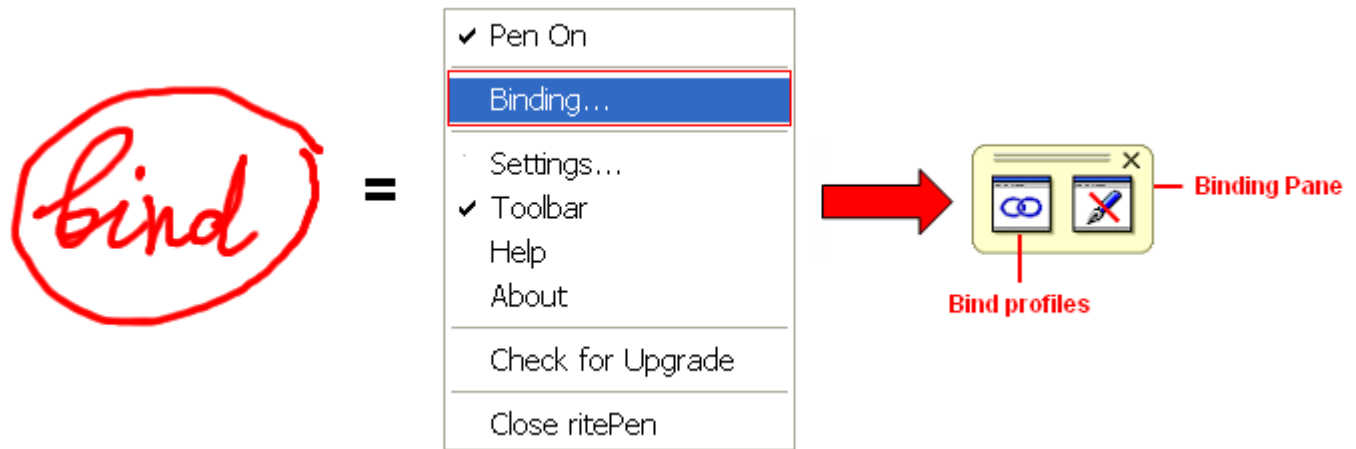 bind
=
Pen On
Binding...
Settings...
Toolbar
Help
About
Check for Upgrade
Close ritePen
Binding Pane
Bind profiles